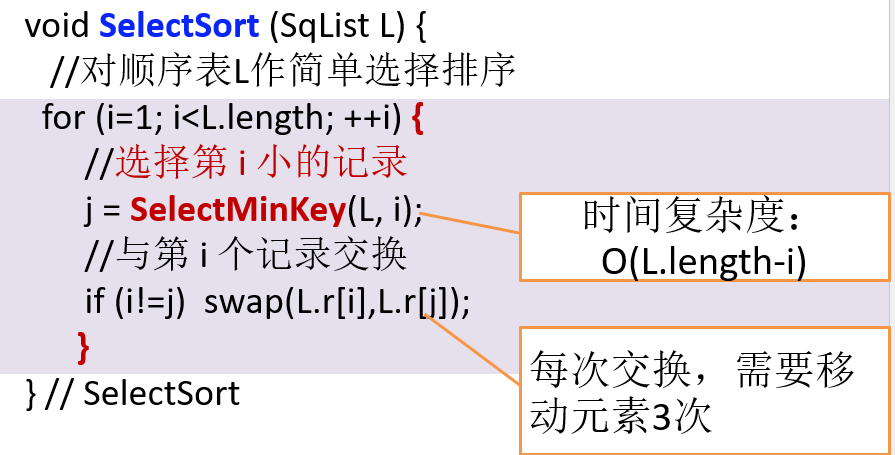 void SelectSort (SqList L) {
//对顺序表L作简单选择排序
for (i=1; i<L.length; ++i) {
//选择第 i 小的记录
j = SelectMinKey(L, i);
//与第 i 个记录交换
if (i!=j) swap(L.r[i],L.r[j]);
}
} // SelectSort
时间复杂度：
O(L.length-i)
每次交换，需要移
动元素3次